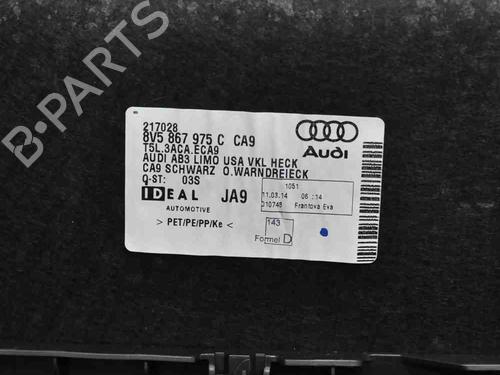 217028
8V5 867 975 C CA9
T5L.3ACA.ECA9
AUDI AB3 LIMO USA VKL HECK
CA9 SCHWARZ O.WARNDREIECK
Q-ST: 03S
IDEAL
AUTOMOTIVE
JA9
> PET/PE/PP/Ke >
Audi
1051
11.03.14 06:14
010748 Frantova Eva
143
Formel D
B-PARTS